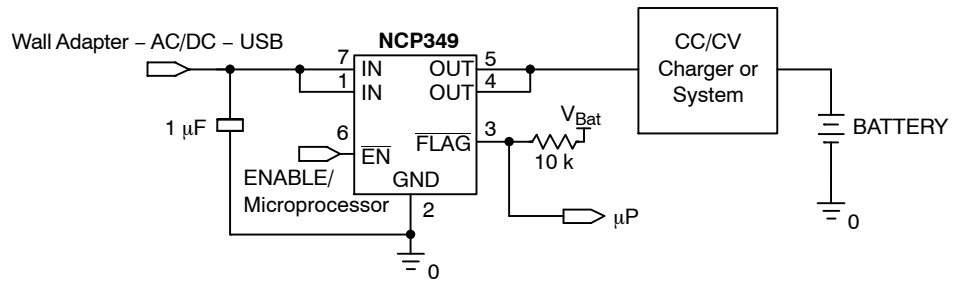 Wall Adapter – AC/DC – USB
NCP349
7
IN
1
IN
OUT
5
OUT
4
CC/CV
Charger or
System
1 μF
6
EN
FLAG
3
VBat
10 k
BATTERY
ENABLE/
Microprocessor
GND
2
μP
0
0